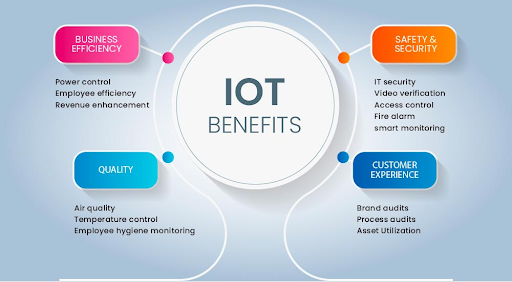 BUSINESS
EFFICIENCY
Power control
Employee efficiency
Revenue enhancement
IOT
BENEFITS
SAFETY &
SECURITY
IT security
Video verification
Access control
Fire alarm
smart monitoring
QUALITY
Air quality
Temperature control
Employee hygiene monitoring
CUSTOMER
EXPERIENCE
Brand audits
Process audits
Asset Utilization